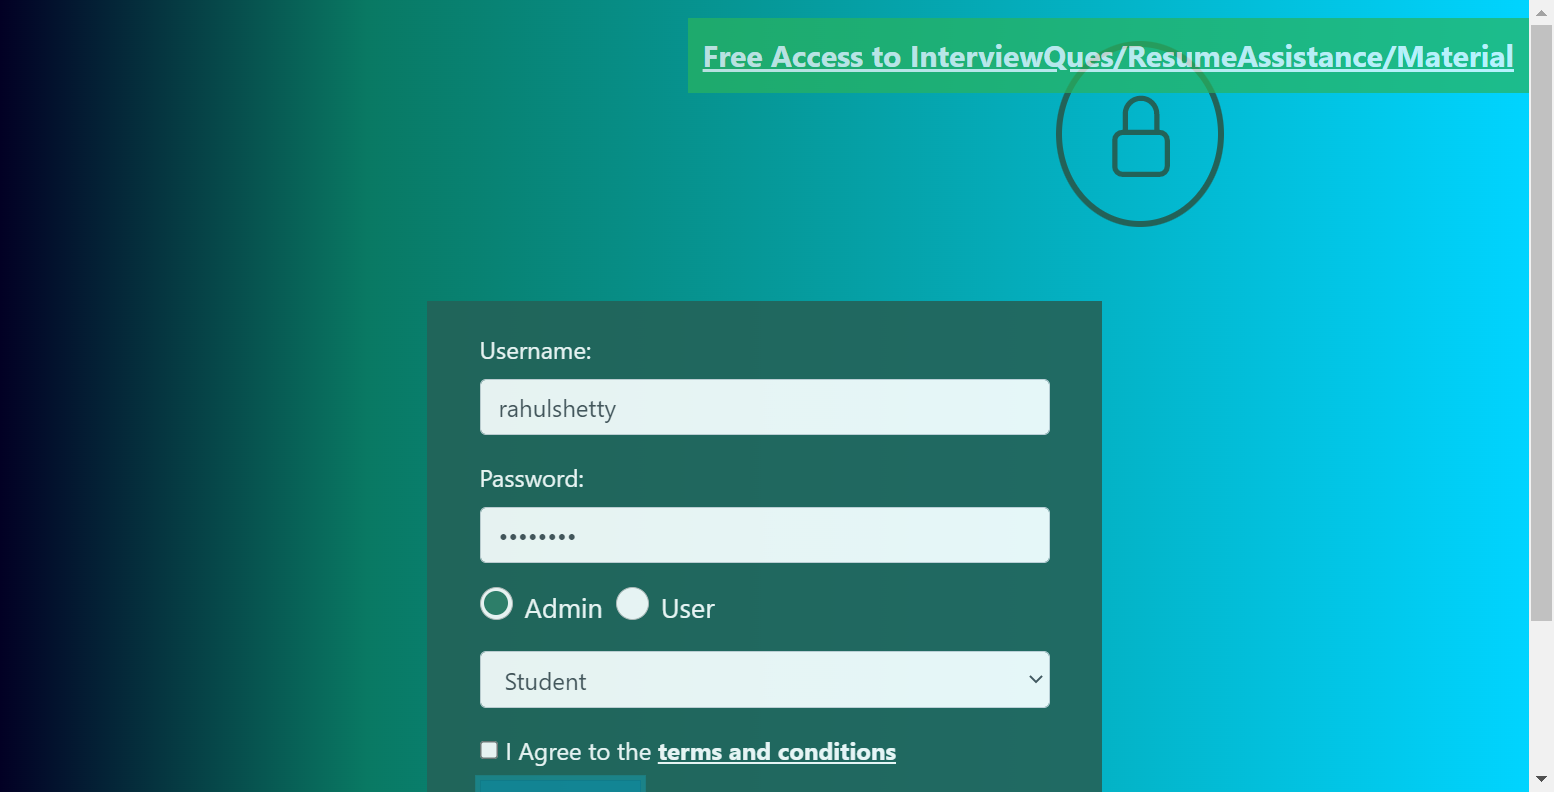 Free Access to InterviewQues/ResumeAssistance/Material
Username:
rahulshetty
Password:
••••••••
Admin User
Student
I Agree to the terms and conditions